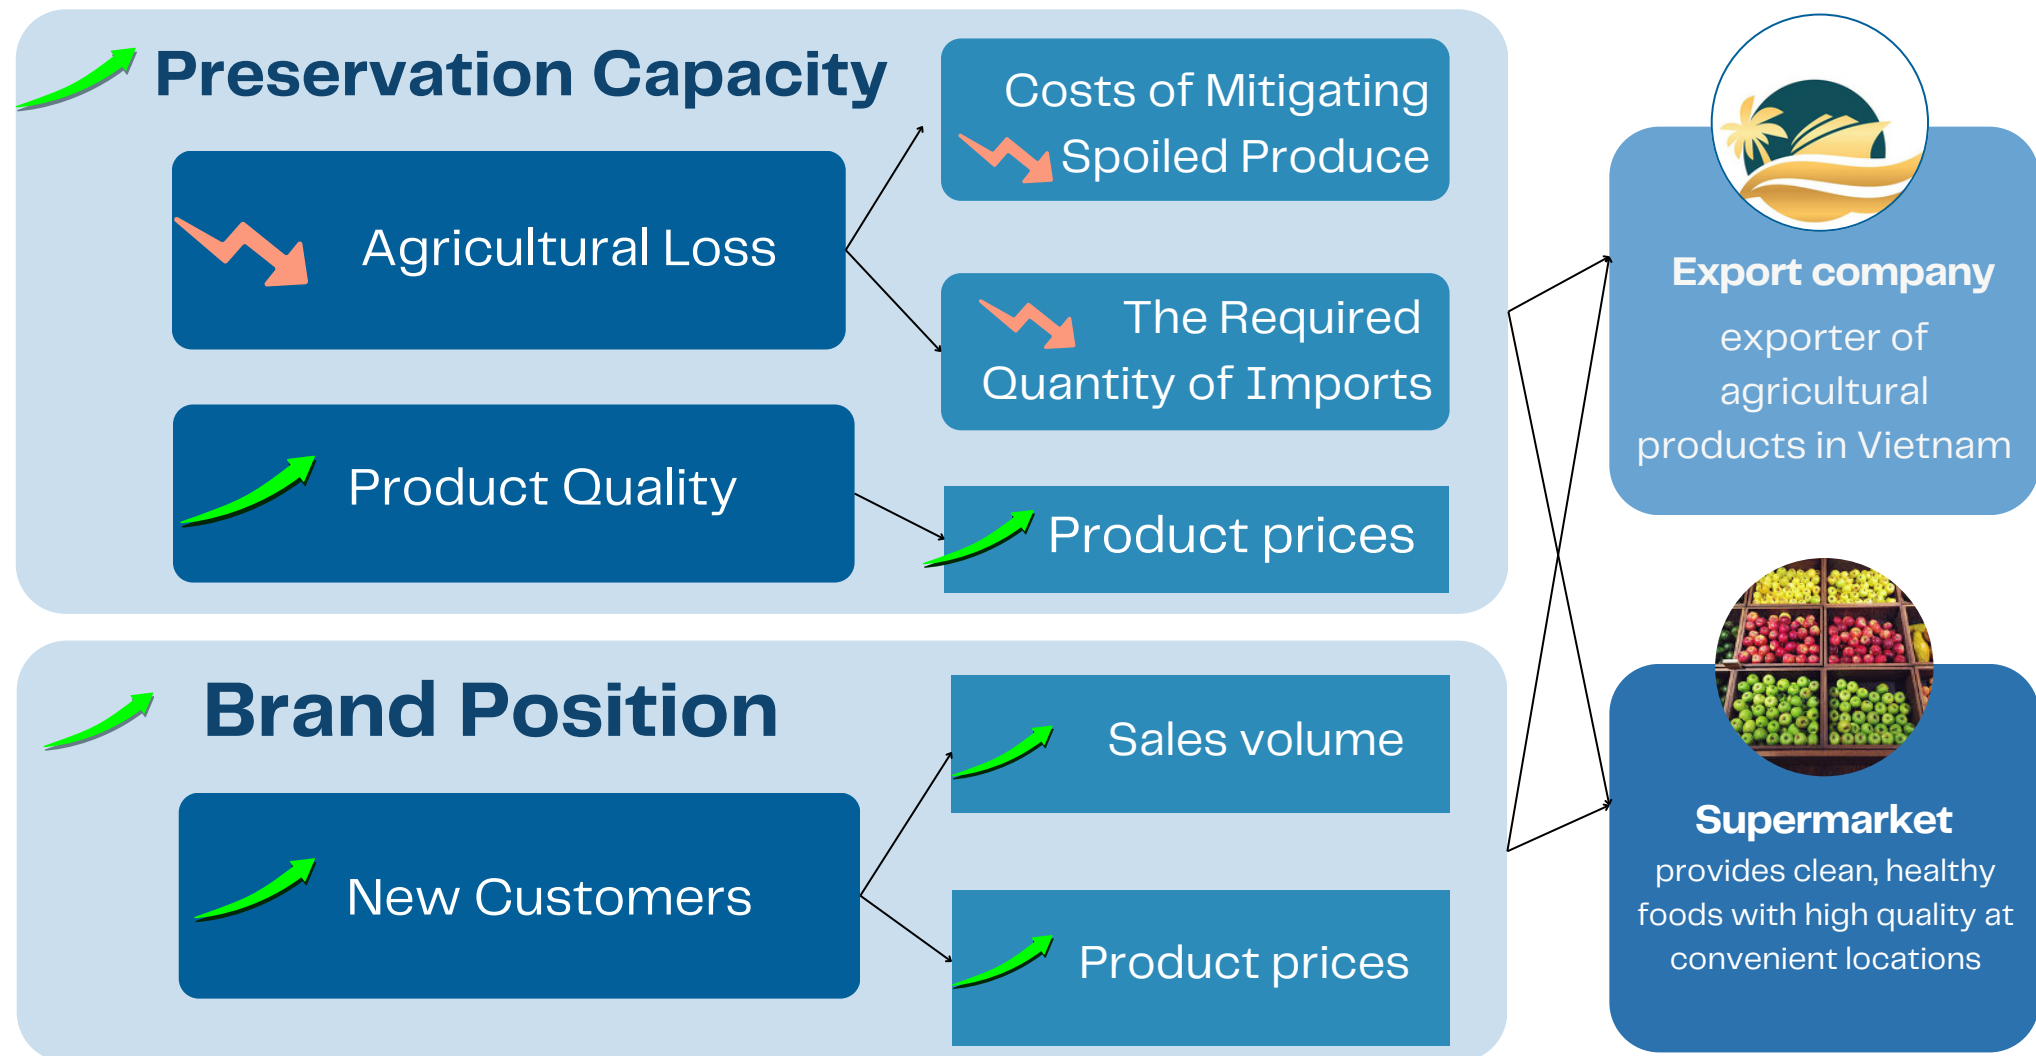 Preservation Capacity
Agricultural Loss
Costs of Mitigating
Spoiled Produce
The Required
Quantity of Imports
Product Quality
Product prices
Brand Position
New Customers
Sales volume
Product prices
Export company
exporter of
agricultural
products in Vietnam
Supermarket
provides clean, healthy
foods with high quality at
convenient locations